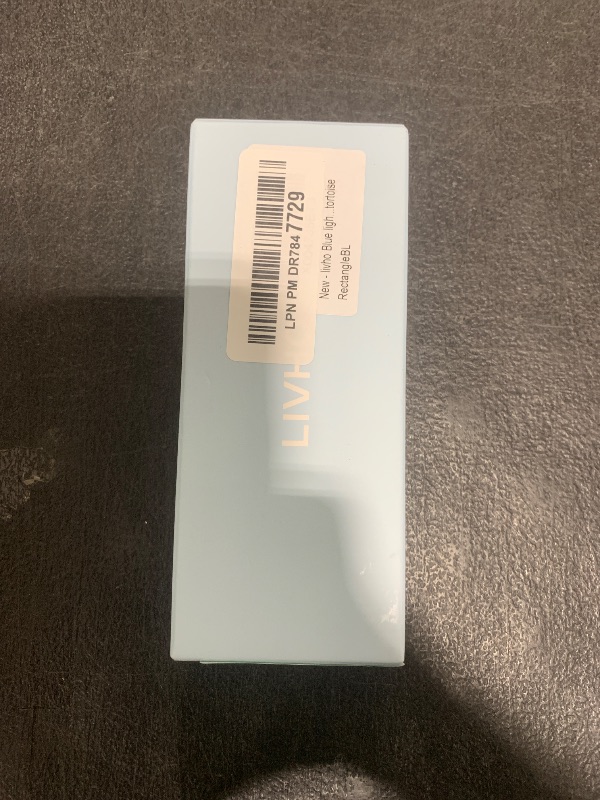 LPN PM DR7847729
New - livho Blue ligh...tortoise
RectangleBL
LIVH